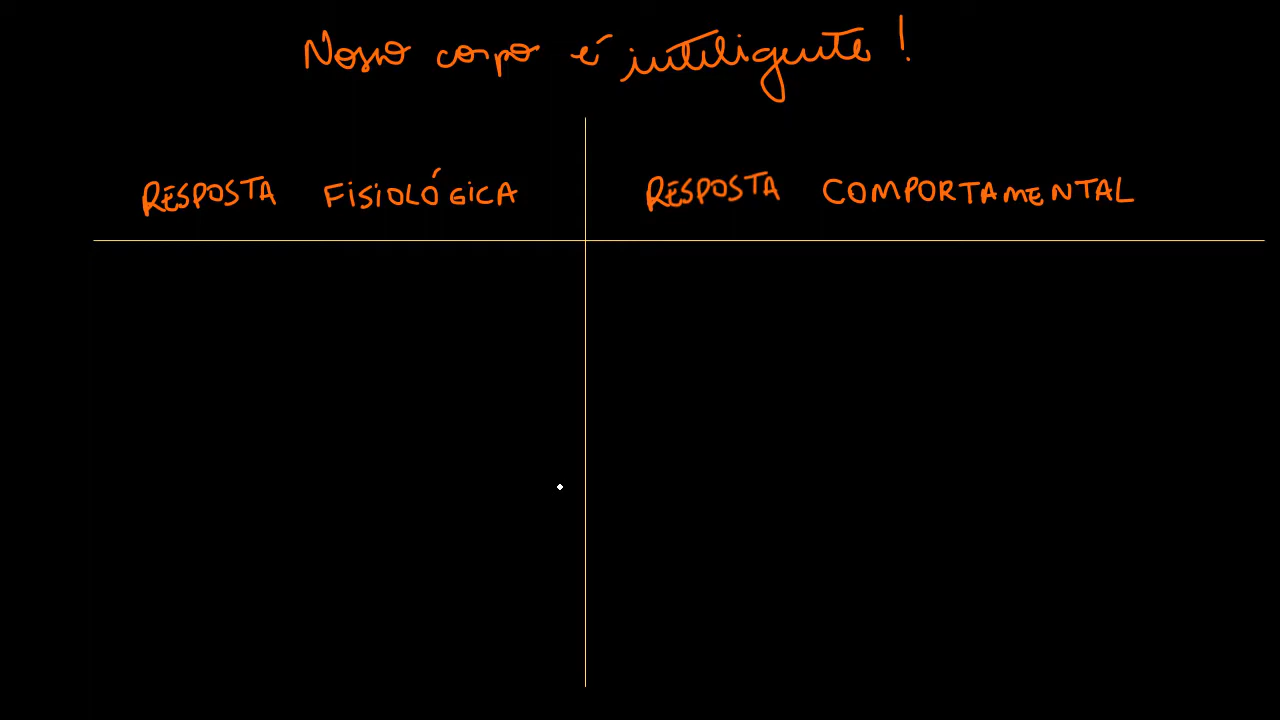 Nosso corpo é inteligente!
RESPOSTA FISIOLÓGICA
RESPOSTA COMPORTAMENTAL